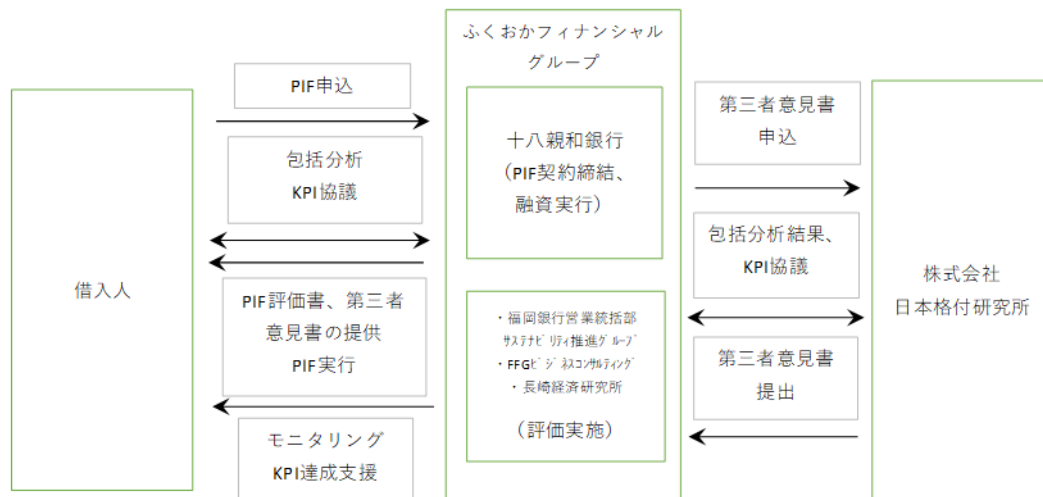 ふくおかフィナンシャル
グループ
PIF申込
包括分析
KPI協議
借入人
PIF評価書、第三者
意見書の提供
PIF実行
モニタリング
KPI達成支援
十八親和銀行
(PIF契約締結、
融資実行)
・福岡銀行営業統括部
ｻｽﾃﾅﾋﾞﾘﾃｨ推進ｸﾞﾙｰﾌﾟ
・FFGﾋﾞｼﾞﾈｽｺﾝｻﾙﾃｨﾝｸﾞ
・長崎経済研究所
(評価実施)
第三者意見書
申込
包括分析結果、
KPI協議
第三者意見書
提出
株式会社
日本格付研究所